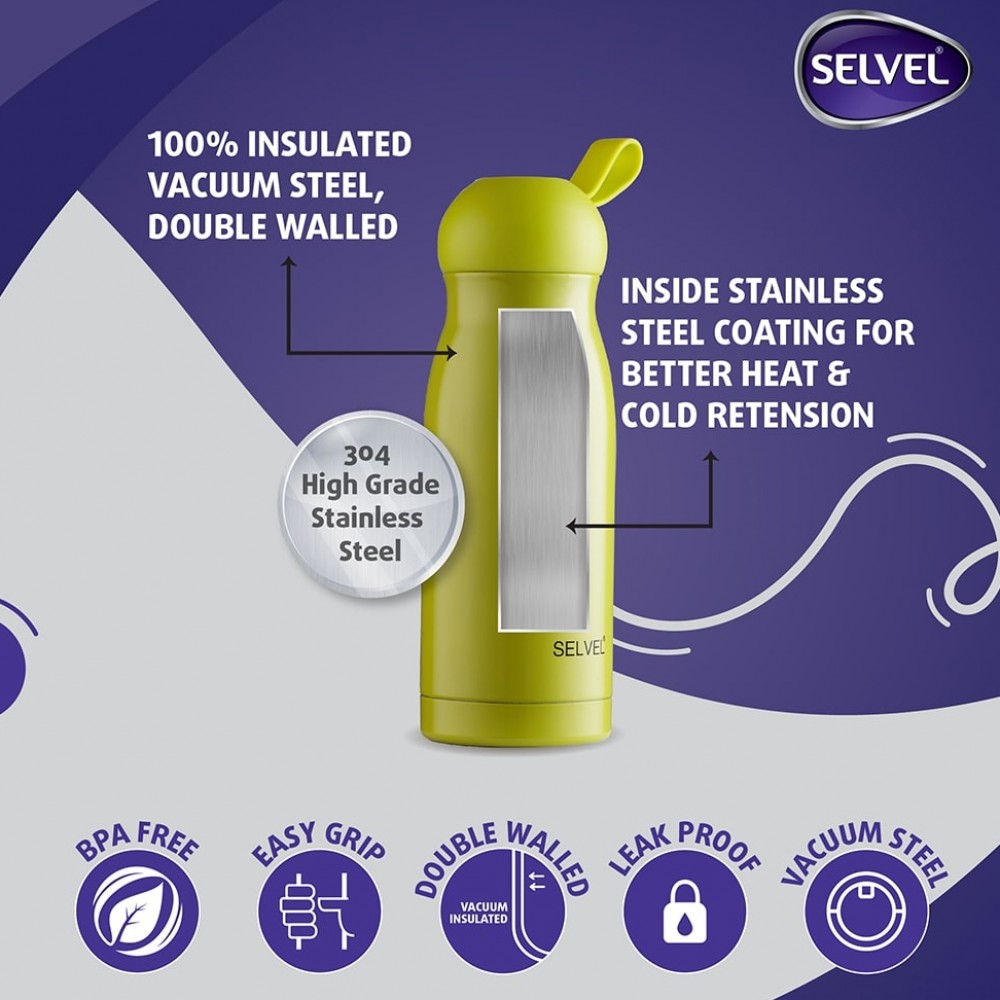 SELVEL®
100% INSULATED
VACUUM STEEL,
DOUBLE WALLED
INSIDE STAINLESS
STEEL COATING FOR
BETTER HEAT &
COLD RETENSION
304
High Grade
Stainless
Steel
SELVEL®
BPA FREE
EASY GRIP
DOUBLE WALLED
VACUUM
INSULATED
LEAK PROOF
VACUUM STEEL